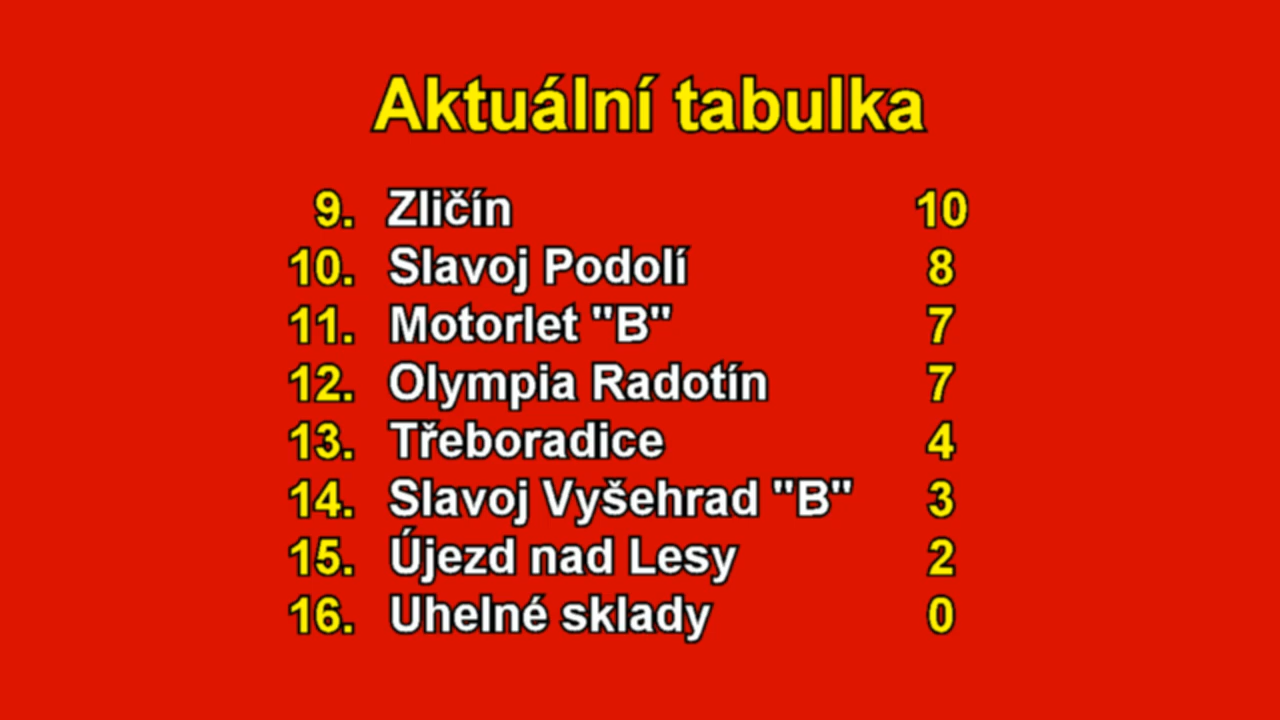 Aktuální tabulka
9. Zličín 10
10. Slavoj Podolí 8
11. Motorlet "B" 7
12. Olympia Radotín 7
13. Třeboradice 4
14. Slavoj Vyšehrad "B" 3
15. Újezd nad Lesy 2
16. Uhelné sklady 0